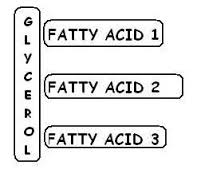 GLYCEROL
FATTY ACID 1
FATTY ACID 2
FATTY ACID 3